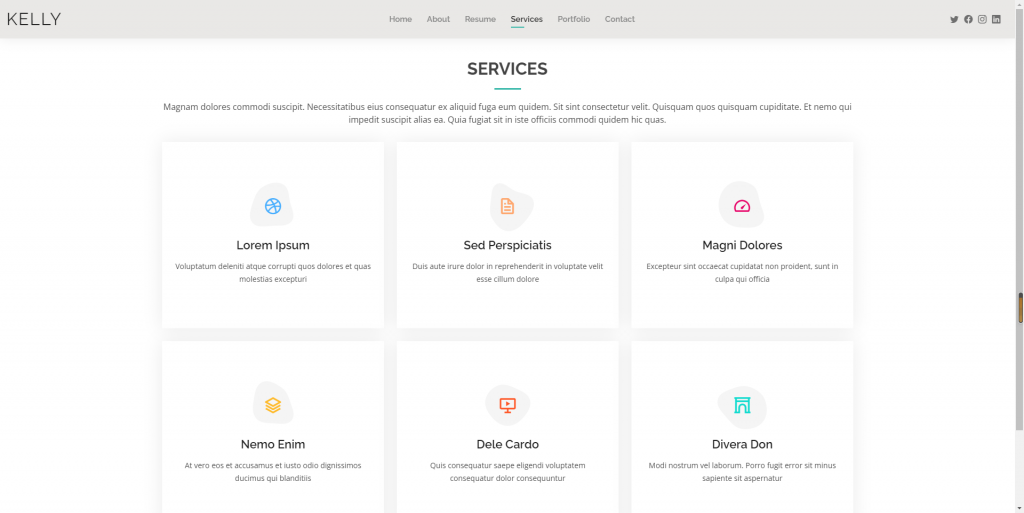 KELLY
Home About Resume Services Portfolio Contact
SERVICES
Magnam dolores commodi suscipit. Necessitatibus eius consequatur ex aliquid fuga eum quidem. Sit sint consectetur velit. Quisquam quos quisquam cupiditate. Et nemo qui
impedit suscipit alias ea. Quia fugiat sit in iste officiis commodi quidem hic quas.
Lorem Ipsum
Voluptatum deleniti atque corrupti quos dolores et quas
molestias excepturi
Sed Perspiciatis
Duis aute irure dolor in reprehenderit in voluptate velit
esse cillum dolore
Magni Dolores
Excepteur sint occaecat cupidatat non proident, sunt in
culpa qui officia
Nemo Enim
At vero eos et accusamus et iusto odio dignissimos
ducimus qui blanditiis
Dele Cardo
Quis consequatur saepe eligendi voluptatem
consequatur dolor consequuntur
Divera Don
Modi nostrum vel laborum. Porro fugit error sit minus
sapiente sit aspernatur